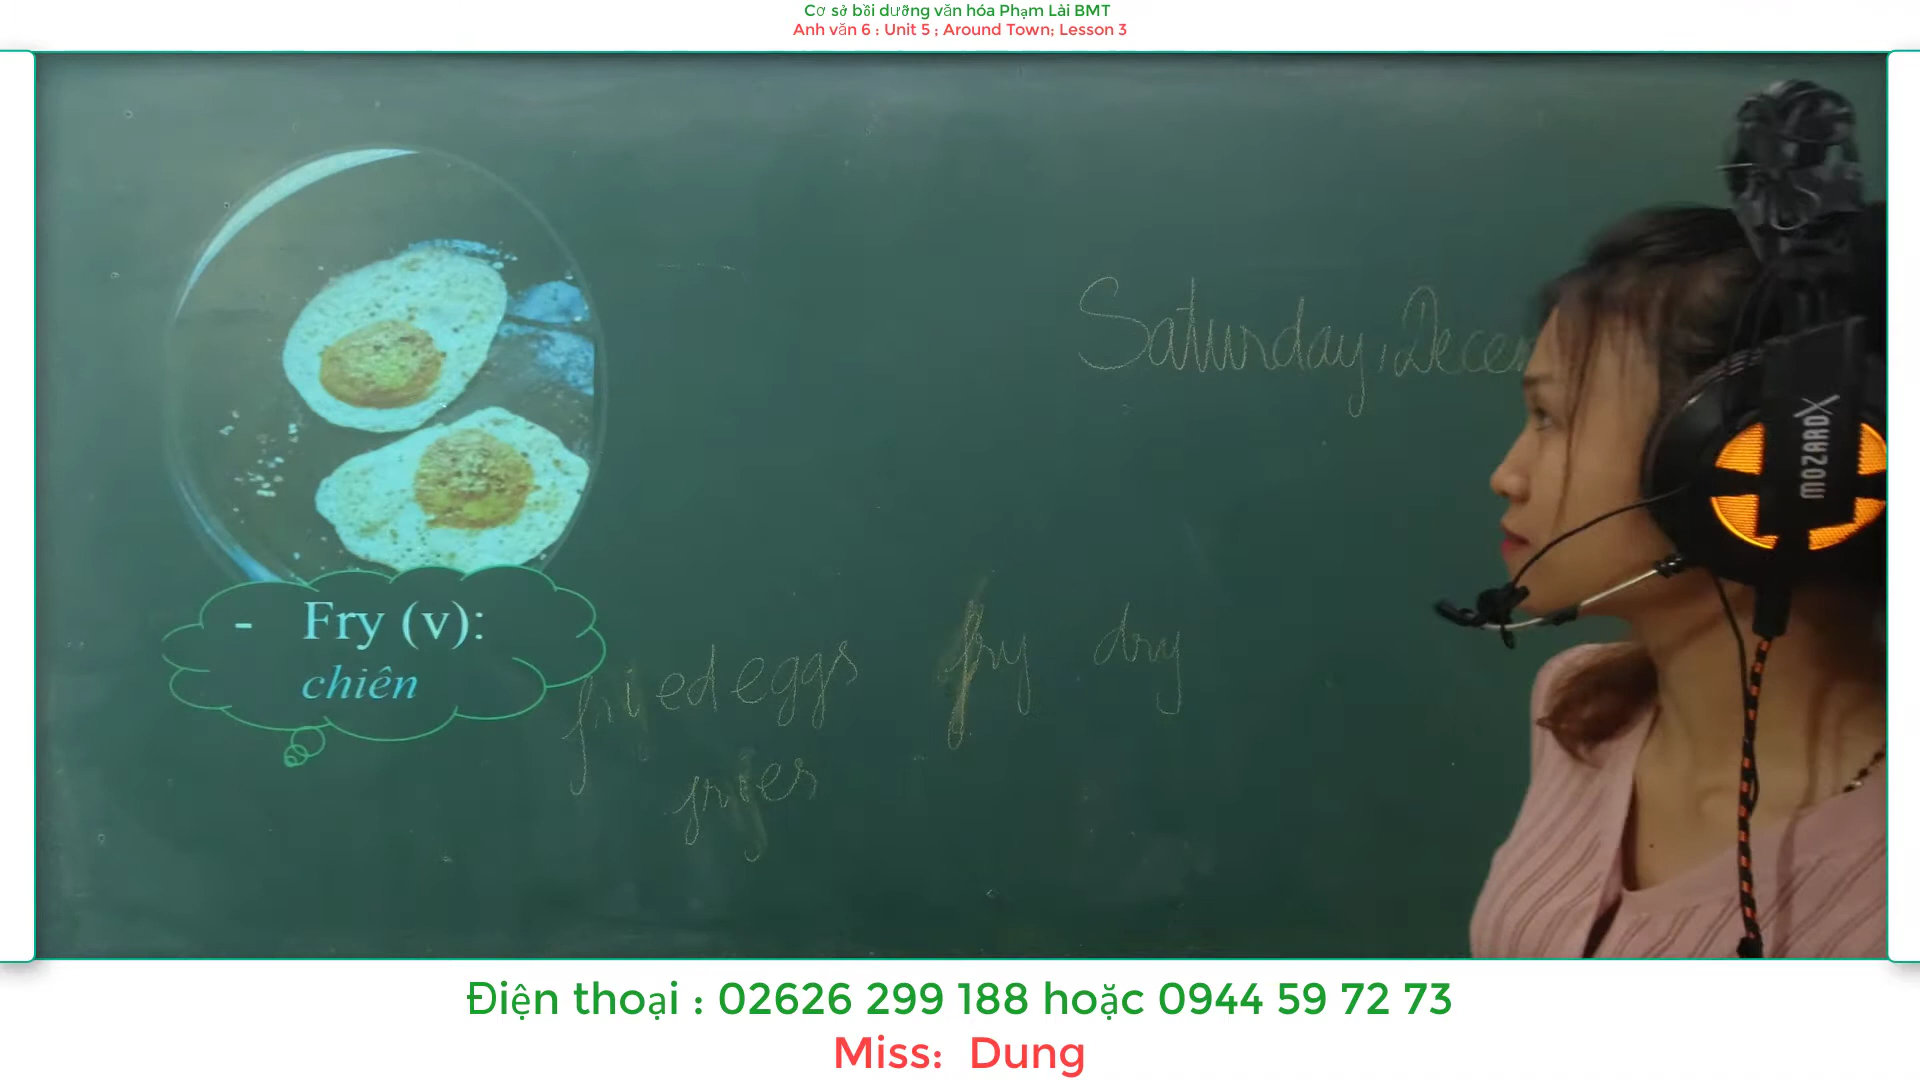 Cơ sở bồi dưỡng văn hóa Phạm Lài BMT
Anh văn 6 : Unit 5 ; Around Town; Lesson 3
Saturday, Decem
MOZARDX
- Fry (v):
chiên
fried eggs fry dry
fries
Điện thoại : 02626 299 188 hoặc 0944 59 72 73
Miss: Dung